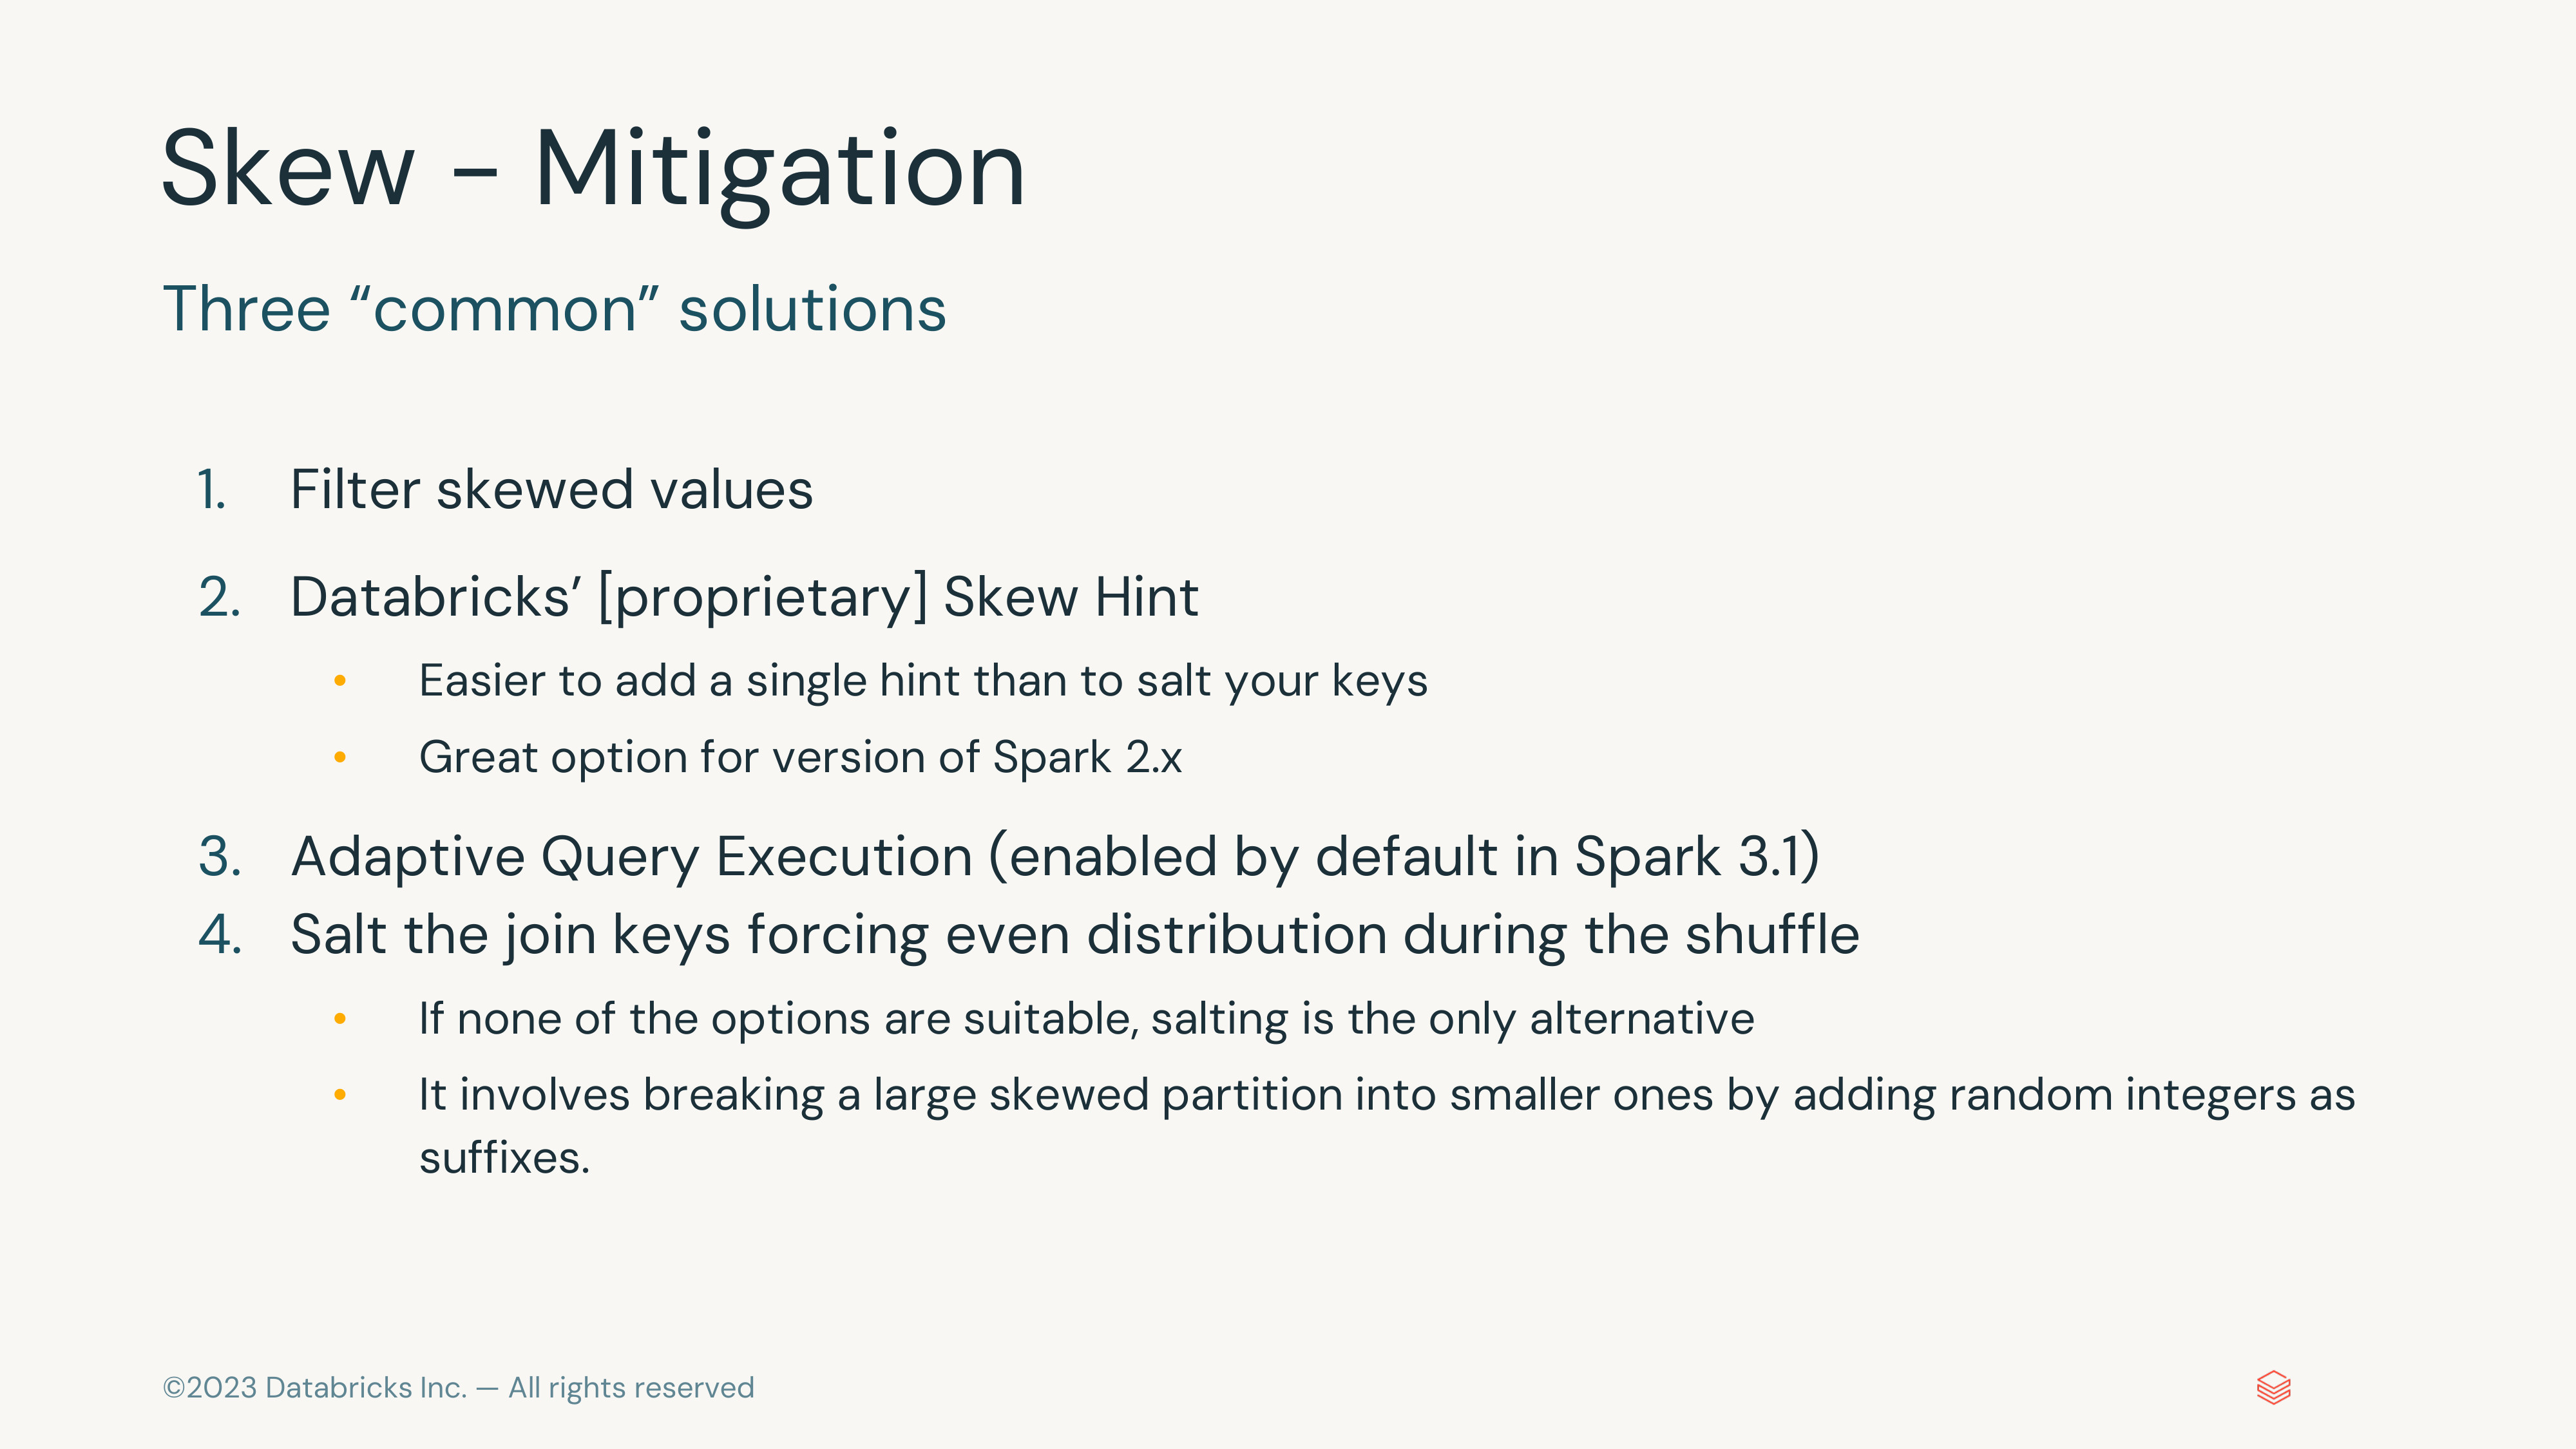 Skew - Mitigation
Three “common” solutions
1. Filter skewed values
2. Databricks’ [proprietary] Skew Hint
• Easier to add a single hint than to salt your keys
• Great option for version of Spark 2.x
3. Adaptive Query Execution (enabled by default in Spark 3.1)
4. Salt the join keys forcing even distribution during the shuffle
• If none of the options are suitable, salting is the only alternative
• It involves breaking a large skewed partition into smaller ones by adding random integers as
suffixes.
©2023 Databricks Inc. — All rights reserved